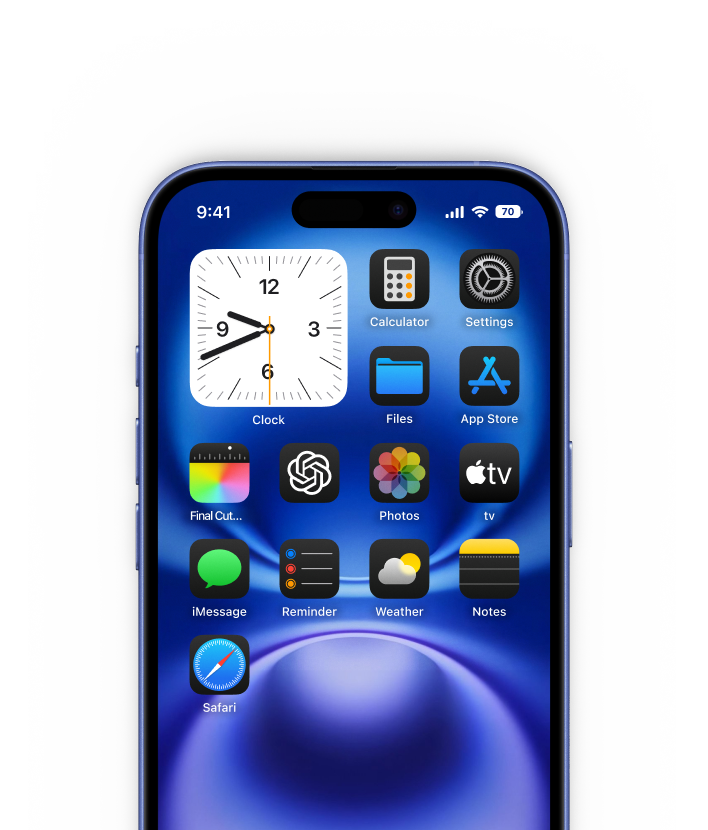 9:41
70
12
9
3
6
Clock
Calculator
Settings
Files
App Store
Final Cut...
Photos
tv
tv
iMessage
Reminder
Weather
Notes
Safari